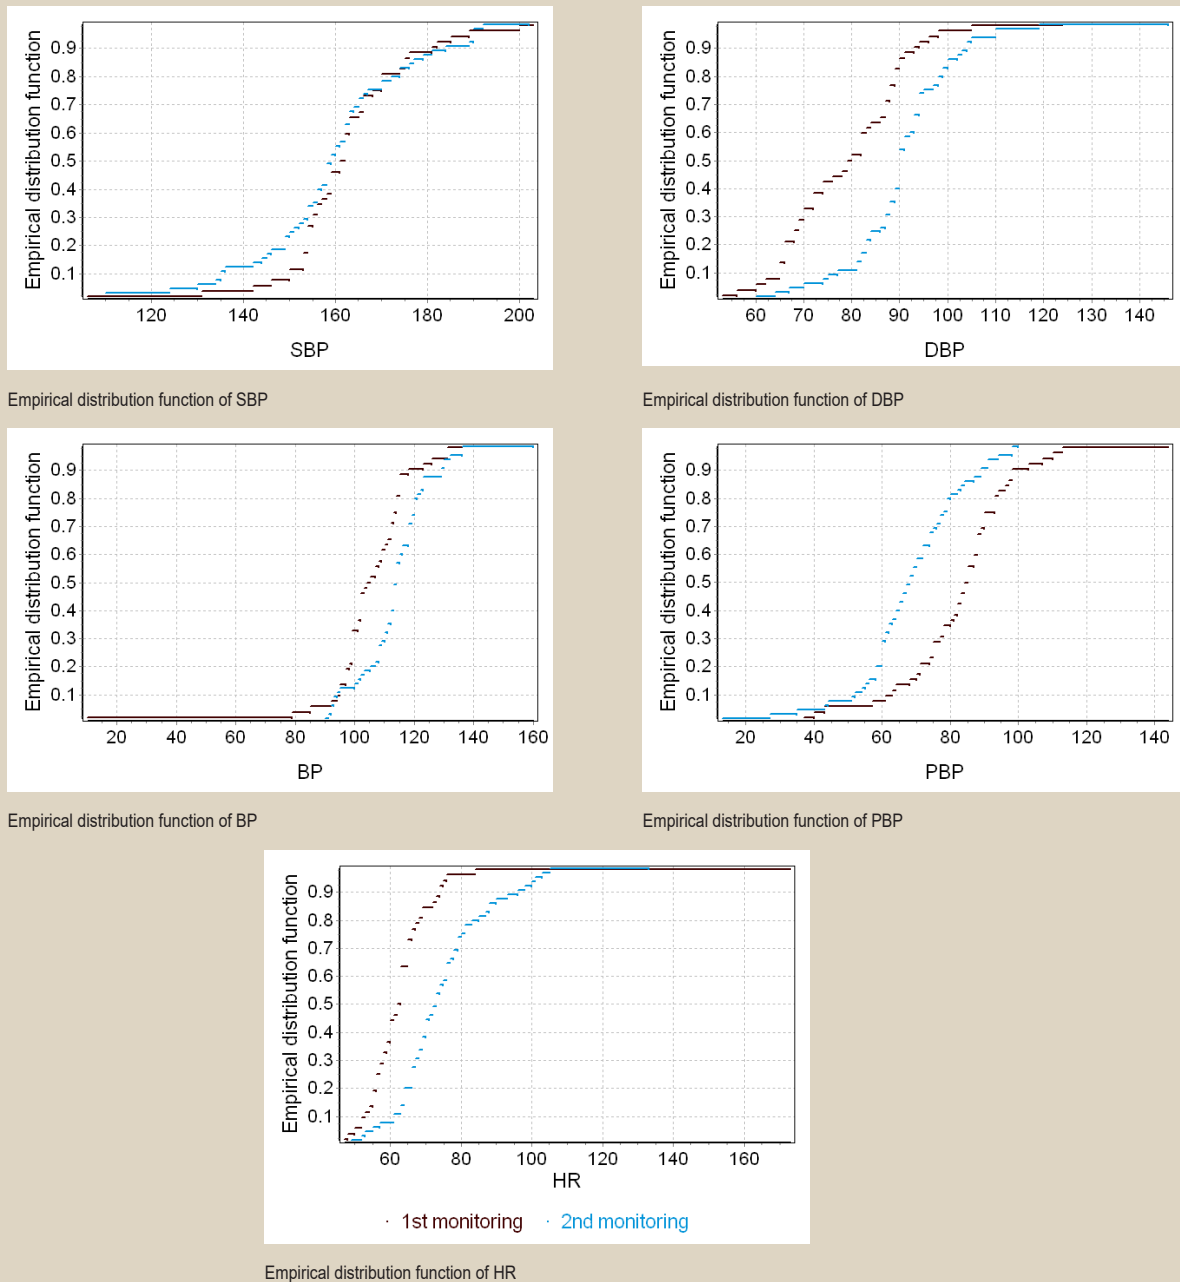 Empirical distribution function
0.9
0.8
0.7
0.6
0.5
0.4
0.3
0.2
0.1
120 140 160 180 200
SBP
Empirical distribution function of SBP
Empirical distribution function
0.9
0.8
0.7
0.6
0.5
0.4
0.3
0.2
0.1
60 70 80 90 100 110 120 130 140
DBP
Empirical distribution function of DBP
Empirical distribution function
0.9
0.8
0.7
0.6
0.5
0.4
0.3
0.2
0.1
20 40 60 80 100 120 140 160
BP
Empirical distribution function of BP
Empirical distribution function
0.9
0.8
0.7
0.6
0.5
0.4
0.3
0.2
0.1
20 40 60 80 100 120 140
PBP
Empirical distribution function of PBP
Empirical distribution function
0.9
0.8
0.7
0.6
0.5
0.4
0.3
0.2
0.1
60 80 100 120 140 160
HR
· 1st monitoring · 2nd monitoring
Empirical distribution function of HR